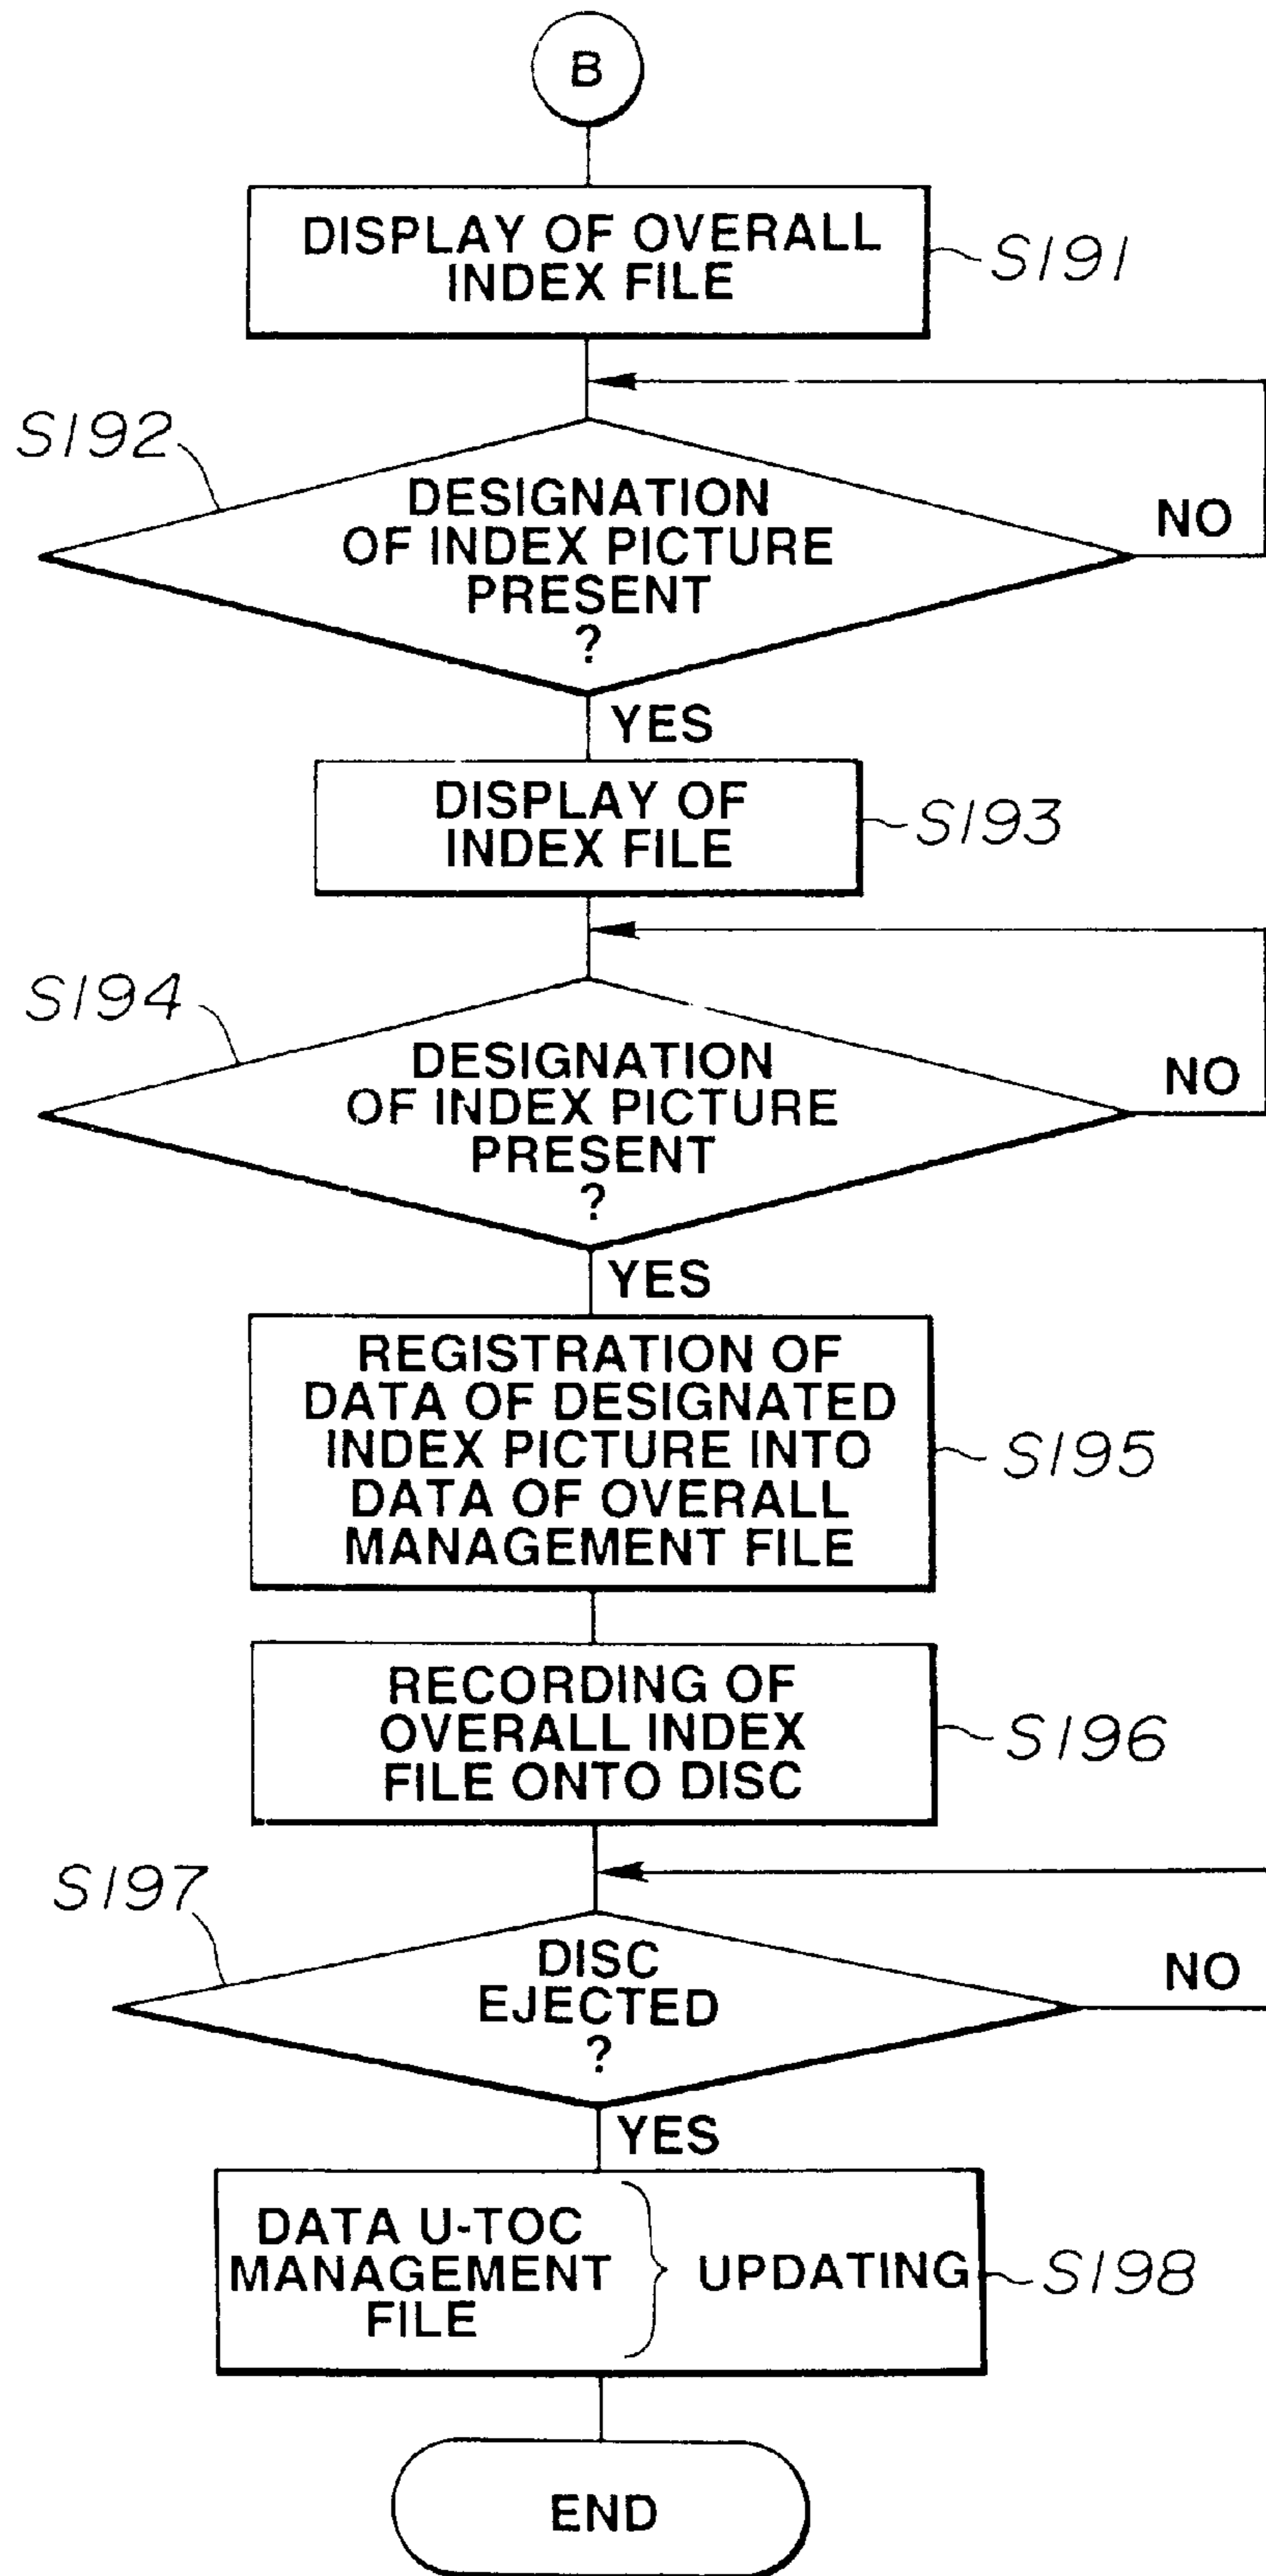 B
DISPLAY OF OVERALL
INDEX FILE
S191
S192
DESIGNATION
OF INDEX PICTURE
PRESENT
?
NO
YES
DISPLAY OF
INDEX FILE
S193
S194
DESIGNATION
OF INDEX PICTURE
PRESENT
?
NO
YES
REGISTRATION OF
DATA OF DESIGNATED
INDEX PICTURE INTO
DATA OF OVERALL
MANAGEMENT FILE
S195
RECORDING OF
OVERALL INDEX
FILE ONTO DISC
S196
S197
DISC
EJECTED
?
NO
YES
DATA U-TOC
MANAGEMENT
FILE
UPDATING
S198
END